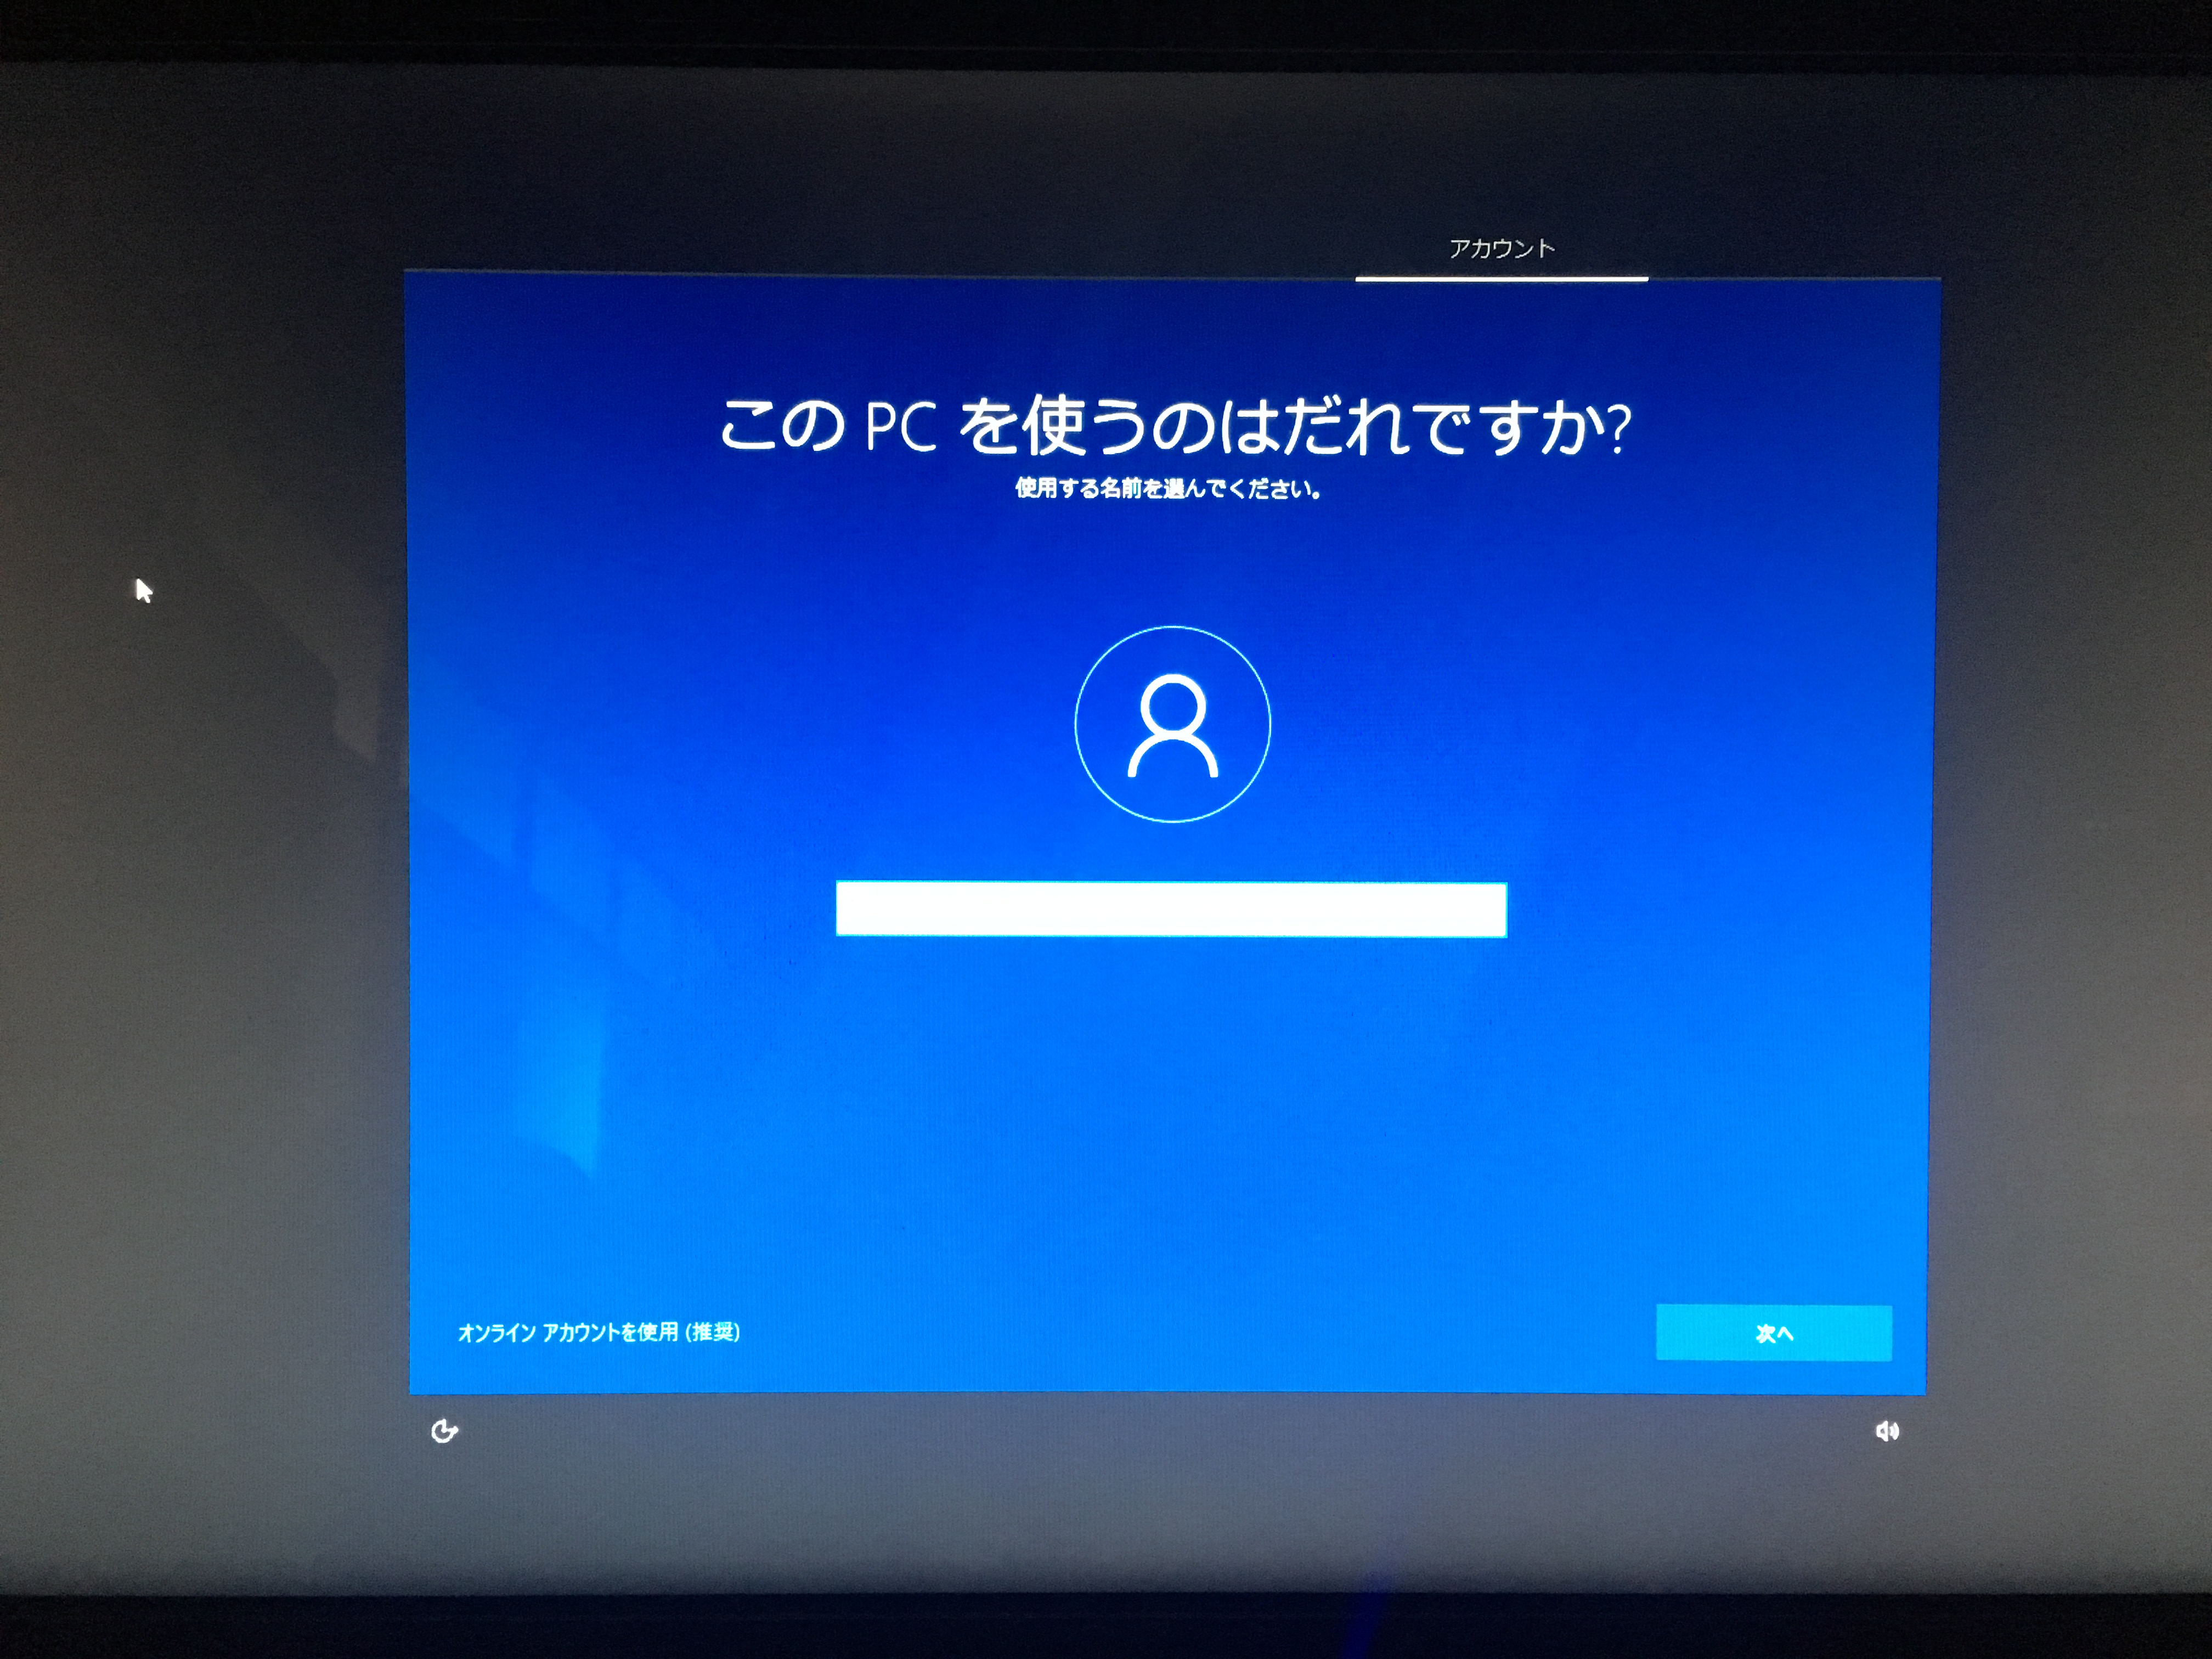 アカウント
この PC を使うのはだれですか?
使用する名前を選んでください。
オンライン アカウントを使用 (推奨)
次へ